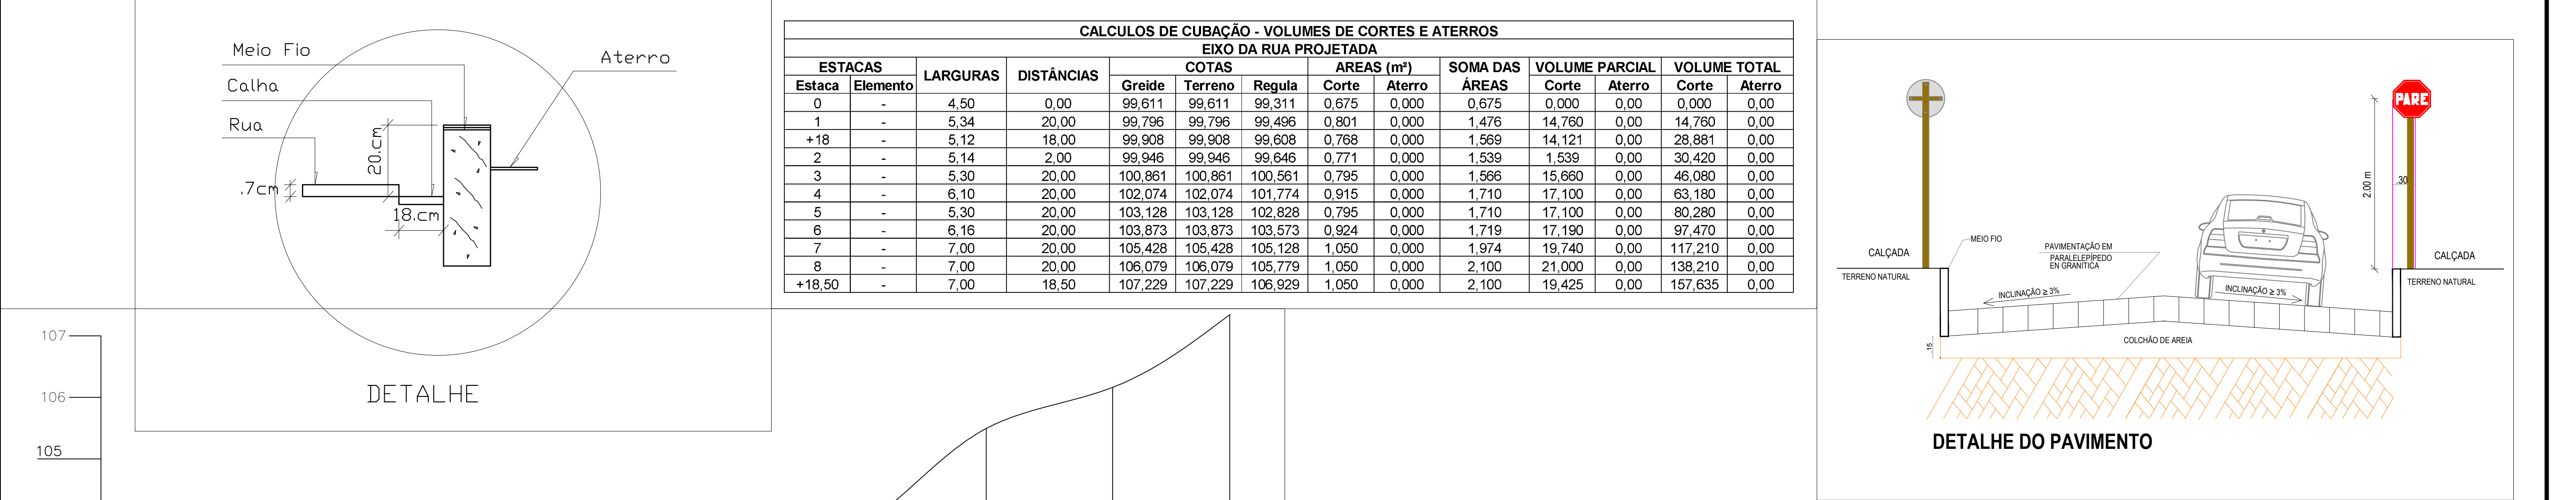 Meio Fio
Calha
Rua
Aterro
20.cm
.7cm
18.cm
DETALHE
107
106
105
CALCULOS DE CUBAÇÃO - VOLUMES DE CORTES E ATERROS
EIXO DA RUA PROJETADA
ESTACAS LARGURAS DISTÂNCIAS COTAS AREAS (m²) SOMA DAS ÁREAS VOLUME PARCIAL VOLUME TOTAL
Estaca Elemento Greide Terreno Regula Corte Aterro Corte Aterro Corte Aterro
0 - 4,50 0,00 99,611 99,611 99,311 0,675 0,000 0,675 0,000 0,00 0,000 0,00
1 - 5,34 20,00 99,796 99,796 99,496 0,801 0,000 1,476 14,760 0,00 14,760 0,00
+18 - 5,12 18,00 99,908 99,908 99,608 0,768 0,000 1,569 14,121 0,00 28,881 0,00
2 - 5,14 2,00 99,946 99,946 99,646 0,771 0,000 1,539 1,539 0,00 30,420 0,00
3 - 5,30 20,00 100,861 100,861 100,561 0,795 0,000 1,566 15,660 0,00 46,080 0,00
4 - 6,10 20,00 102,074 102,074 101,774 0,915 0,000 1,710 17,100 0,00 63,180 0,00
5 - 5,30 20,00 103,128 103,128 102,828 0,795 0,000 1,710 17,100 0,00 80,280 0,00
6 - 6,16 20,00 103,873 103,873 103,573 0,924 0,000 1,719 17,190 0,00 97,470 0,00
7 - 7,00 20,00 105,428 105,428 105,128 1,050 0,000 1,974 19,740 0,00 117,210 0,00
8 - 7,00 20,00 106,079 106,079 105,779 1,050 0,000 2,100 21,000 0,00 138,210 0,00
+18,50 - 7,00 18,50 107,229 107,229 106,929 1,050 0,000 2,100 19,425 0,00 157,635 0,00
PARE
2.00 m
.30
CALÇADA
MEIO FIO
PAVIMENTAÇÃO EM
PARALELEPÍPEDO
EN GRANITICA
CALÇADA
TERRENO NATURAL
TERRENO NATURAL
INCLINAÇÃO ≥ 3%
INCLINAÇÃO ≥ 3%
COLCHÃO DE AREIA
.15
DETALHE DO PAVIMENTO